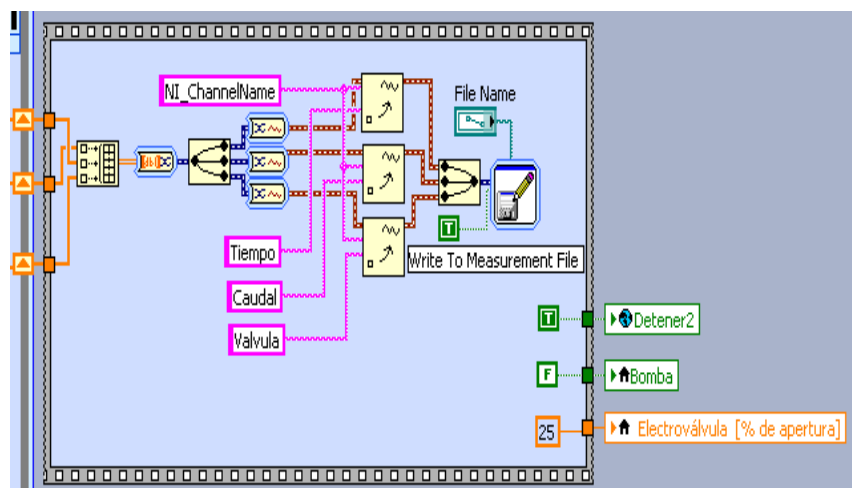 NI_ChannelName
File Name
T
Tiempo
Write To Measurement File
Caudal
Valvula
T
Detener2
F
Bomba
25
Electroválvula [% de apertura]